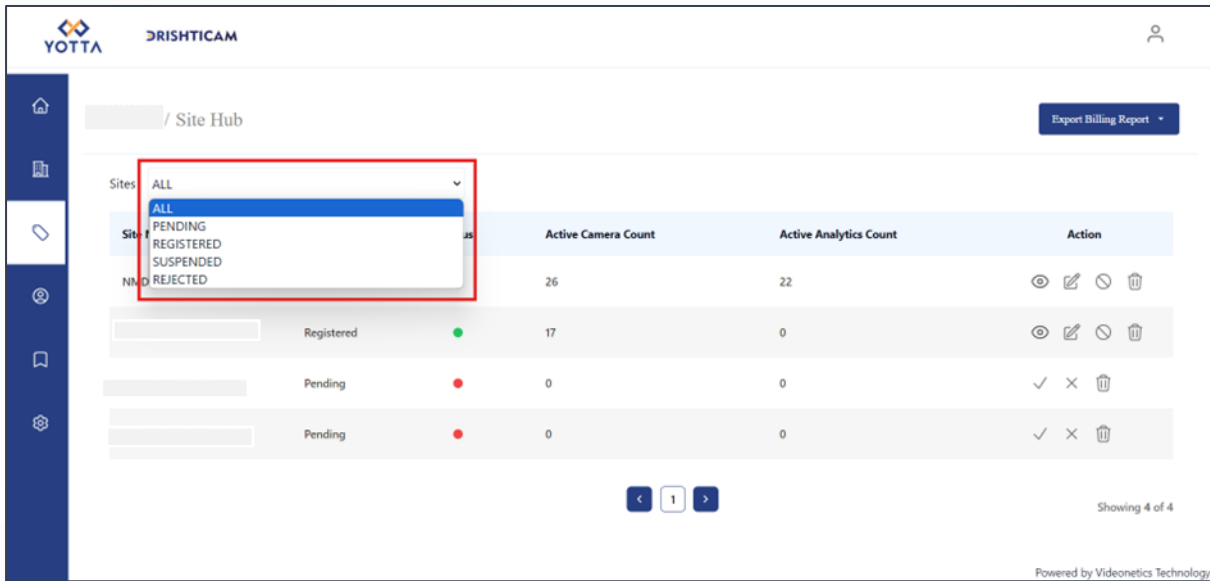 YOTTA DRISHTICAM
/ Site Hub
Export Billing Report
Sites ALL
ALL
PENDING
REGISTERED
SUSPENDED
REJECTED
Site Active Camera Count Active Analytics Count Action
26 22
Registered 17 0
Pending 0 0
Pending 0 0
1
Showing 4 of 4
Powered by Videonetics Technology